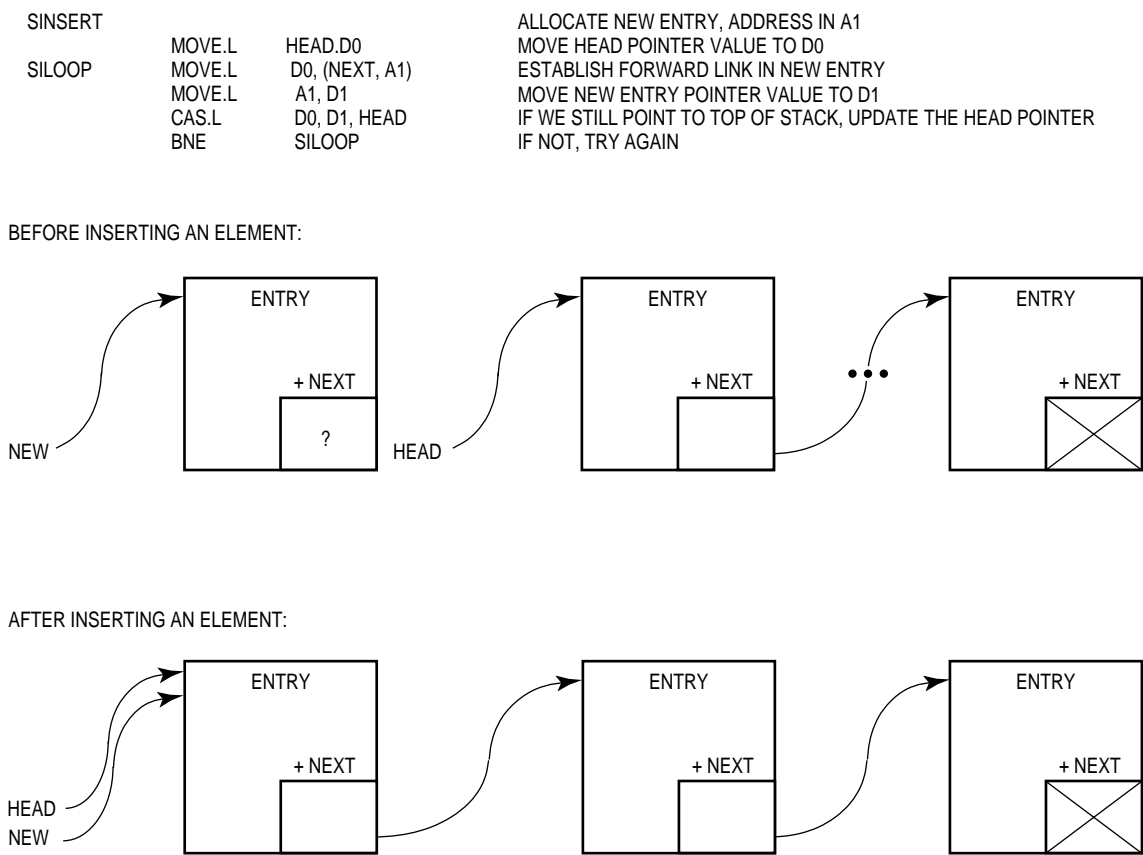 SINSERT ALLOCATE NEW ENTRY, ADDRESS IN A1
MOVE.L HEAD.D0 MOVE HEAD POINTER VALUE TO D0
SILOOP MOVE.L D0, (NEXT, A1) ESTABLISH FORWARD LINK IN NEW ENTRY
MOVE.L A1, D1 MOVE NEW ENTRY POINTER VALUE TO D1
CAS.L D0, D1, HEAD IF WE STILL POINT TO TOP OF STACK, UPDATE THE HEAD POINTER
BNE SILOOP IF NOT, TRY AGAIN
BEFORE INSERTING AN ELEMENT:
ENTRY ENTRY ENTRY
+ NEXT + NEXT + NEXT
?
NEW HEAD
AFTER INSERTING AN ELEMENT:
ENTRY ENTRY ENTRY
+ NEXT + NEXT + NEXT
HEAD
NEW